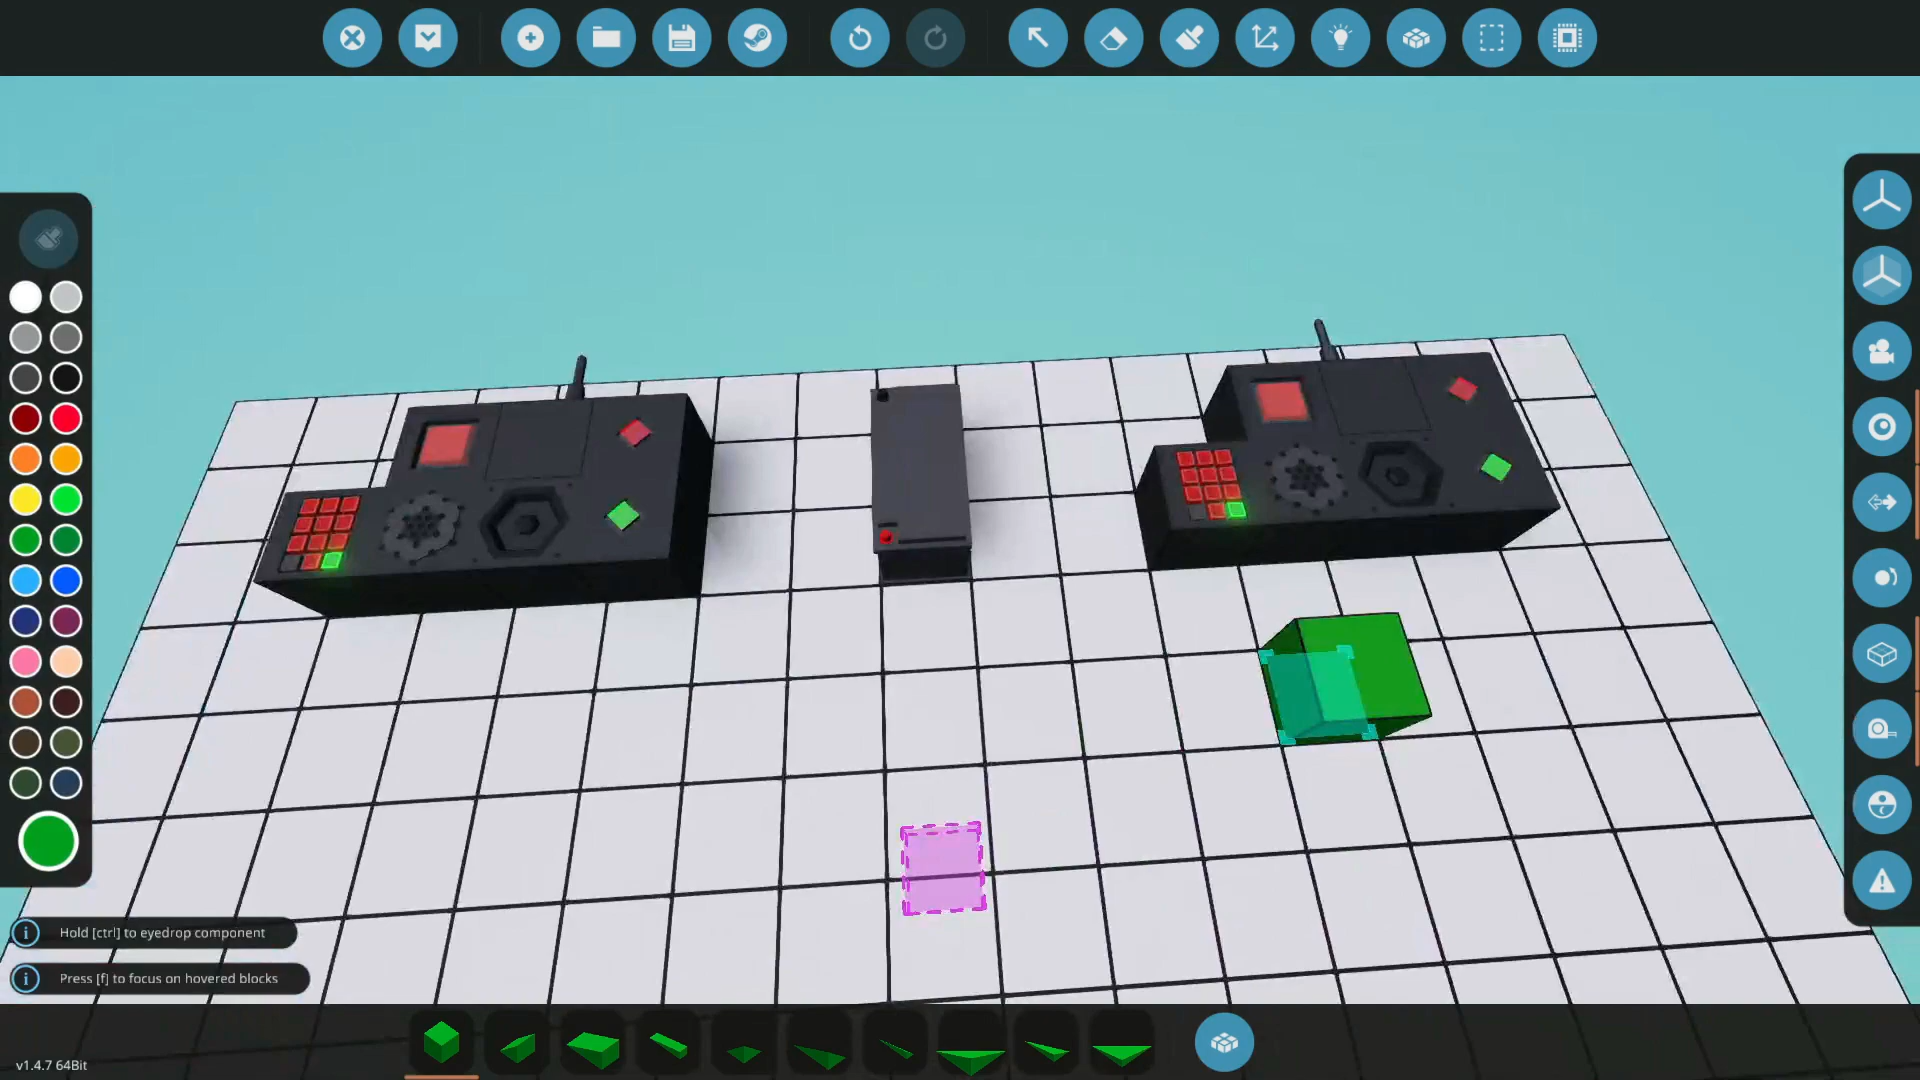 Hold [ctrl] to eyedrop component
Press [f] to focus on hovered blocks
v1.4.7 64Bit